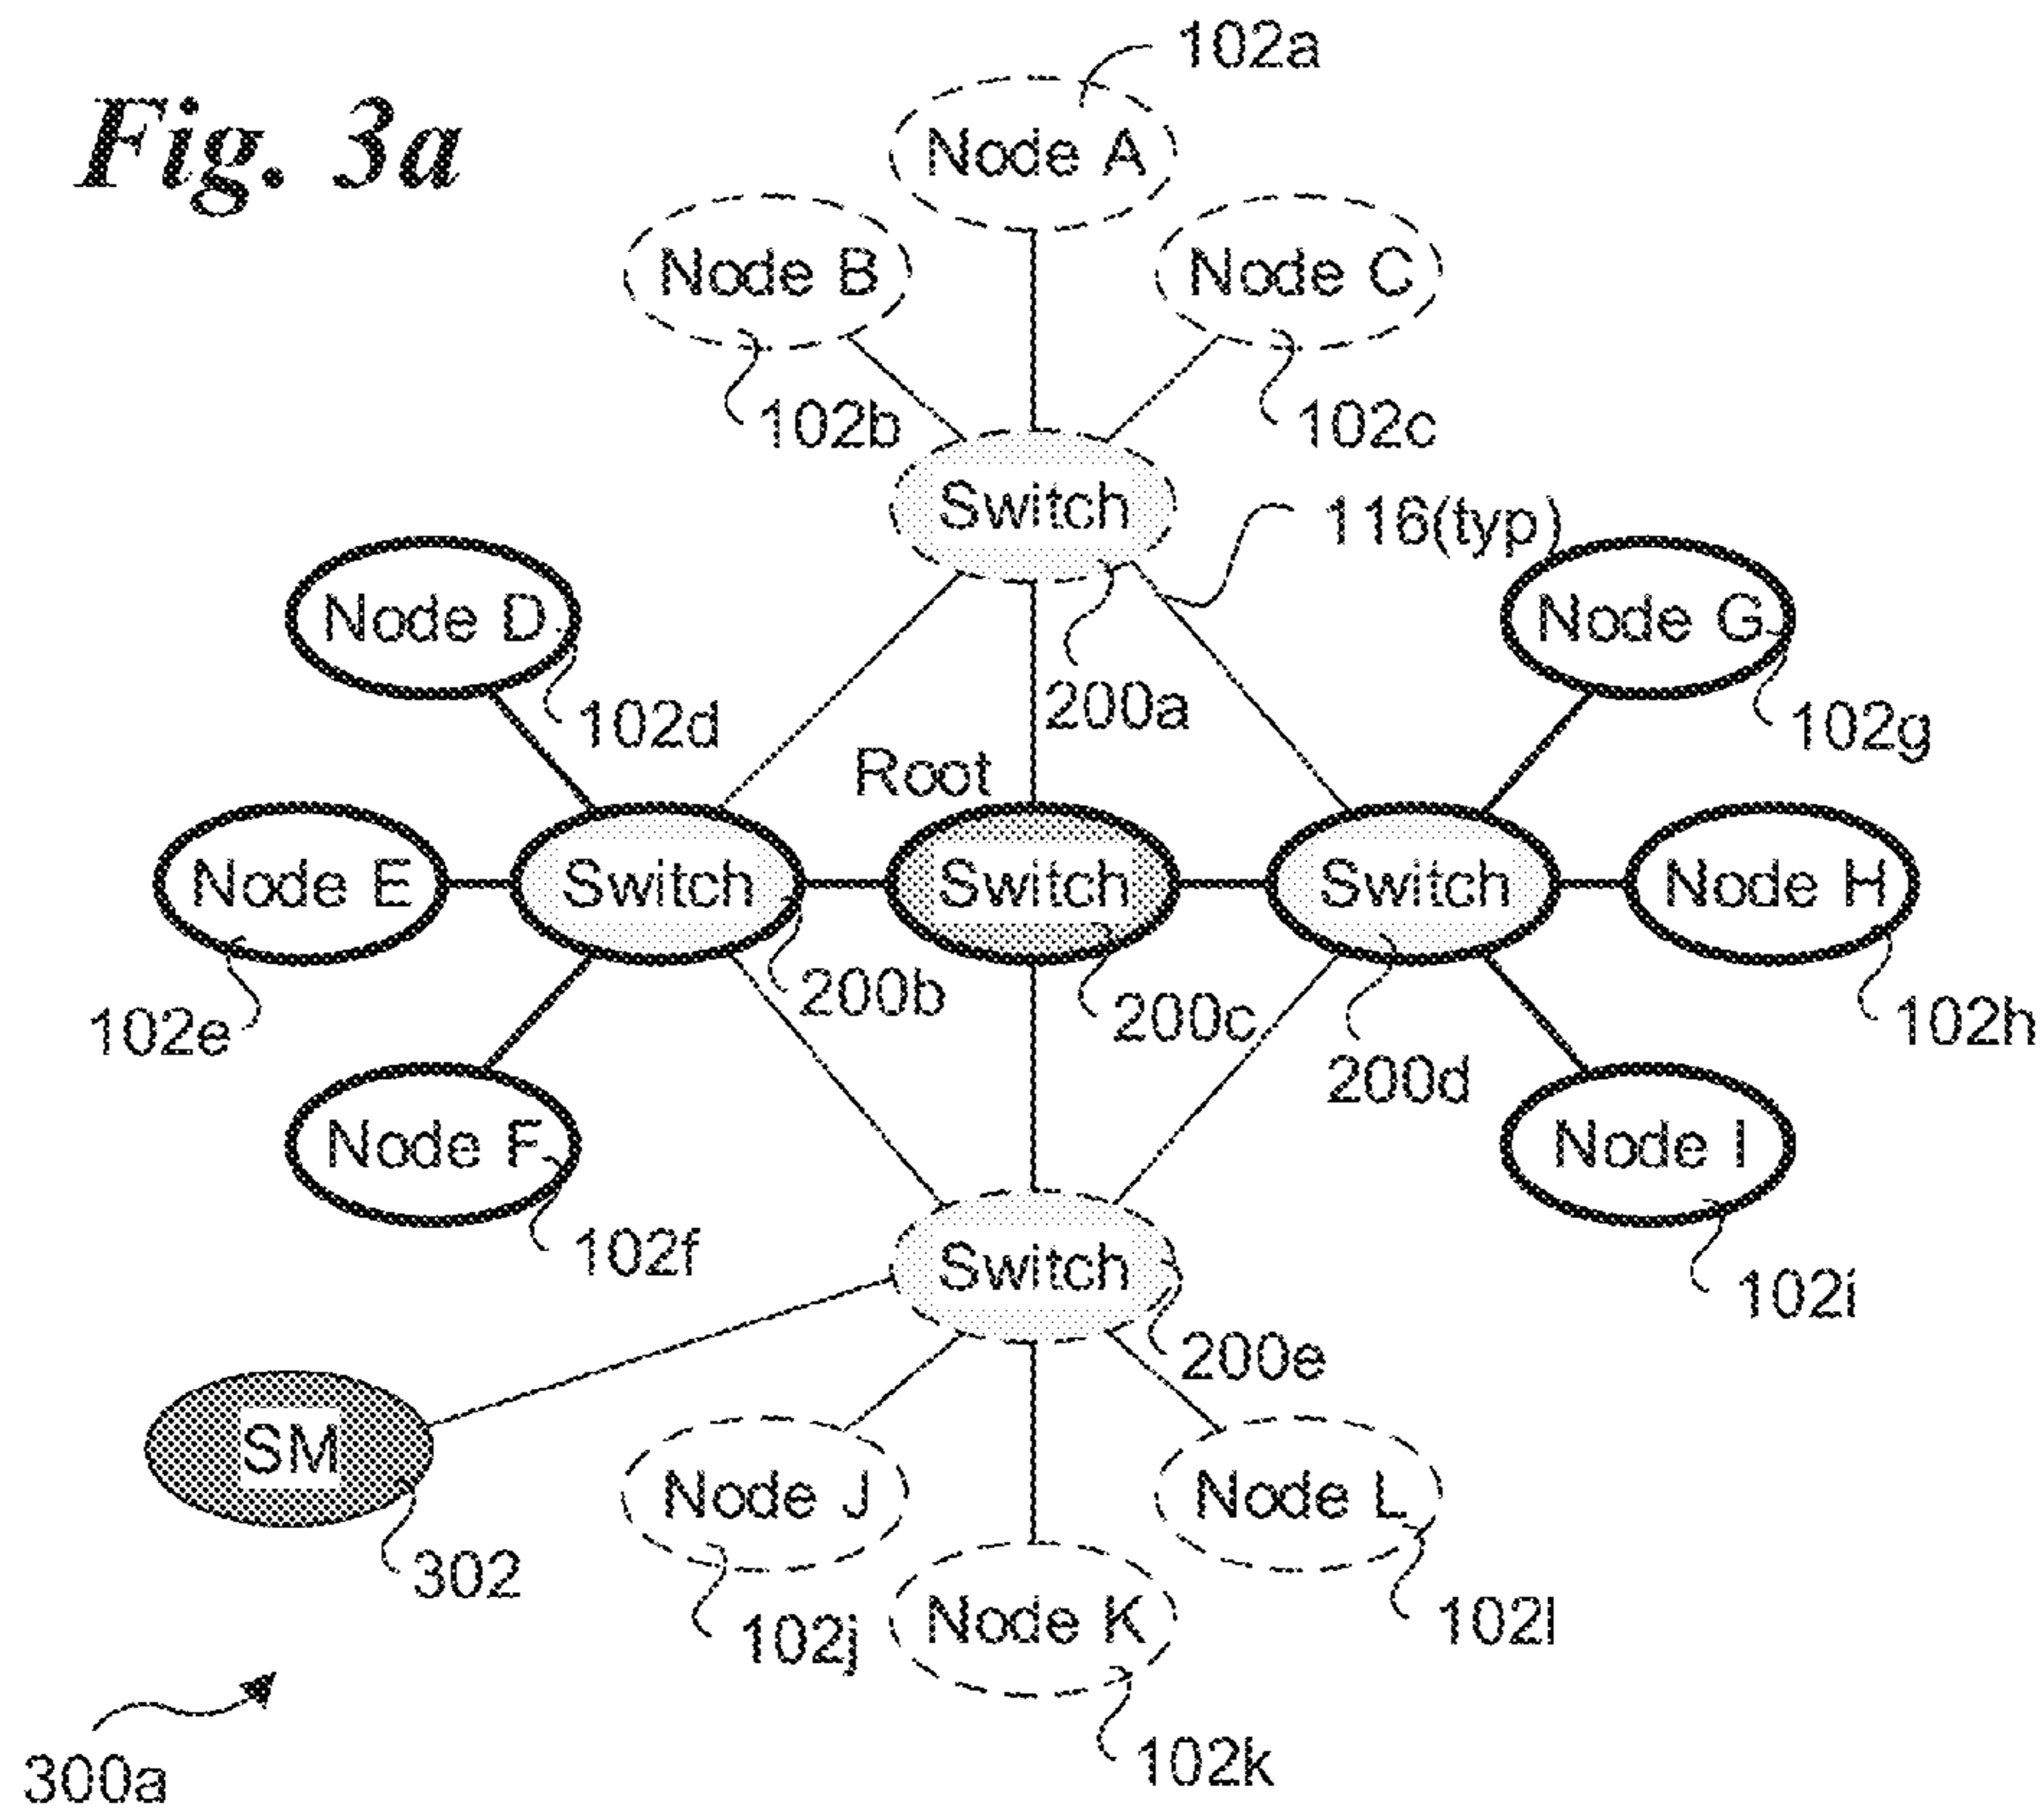 102a
Fig. 3a
Node A
Node B
Node C
102b
102c
Switch
116(typ)
Node D
Node G
200a
102d
102g
Root
Node E
Switch
Switch
Switch
Node H
200b
200c
102e
102h
200d
Node F
Node I
102f
Switch
102i
200e
SM
Node J
Node L
302
102j
Node K
102l
102k
300a